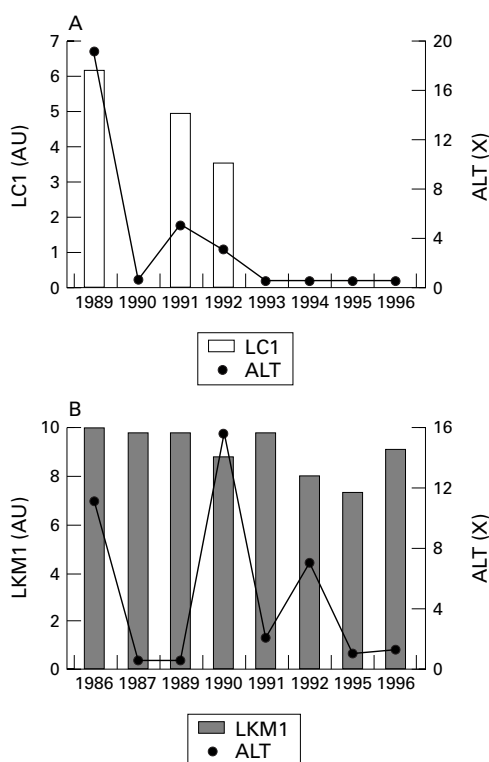 A
7 20
6 16
5
4 12
3 8
2
1 4
0 0
LC1 (AU)
ALT (X)
1989 1990 1991 1992 1993 1994 1995 1996
LC1
ALT
B
10 16
8 12
6
8
4
2 4
0 0
LKM1 (AU)
ALT (X)
1986 1987 1989 1990 1991 1992 1995 1996
LKM1
ALT